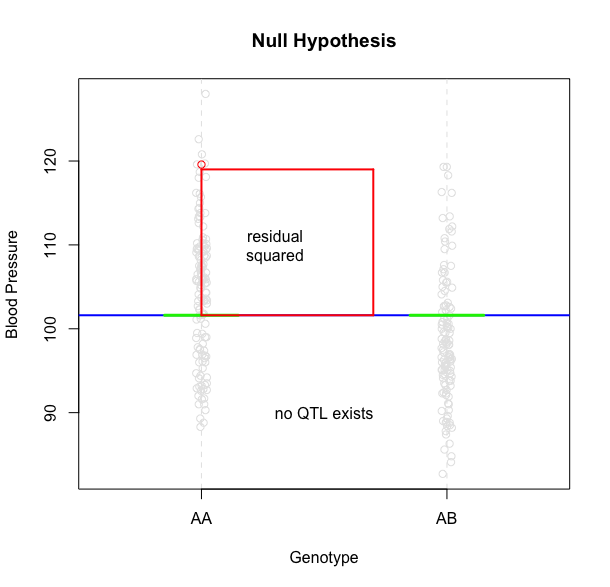 Null Hypothesis
Blood Pressure
120
110
100
90
residual
squared
no QTL exists
AA
AB
Genotype